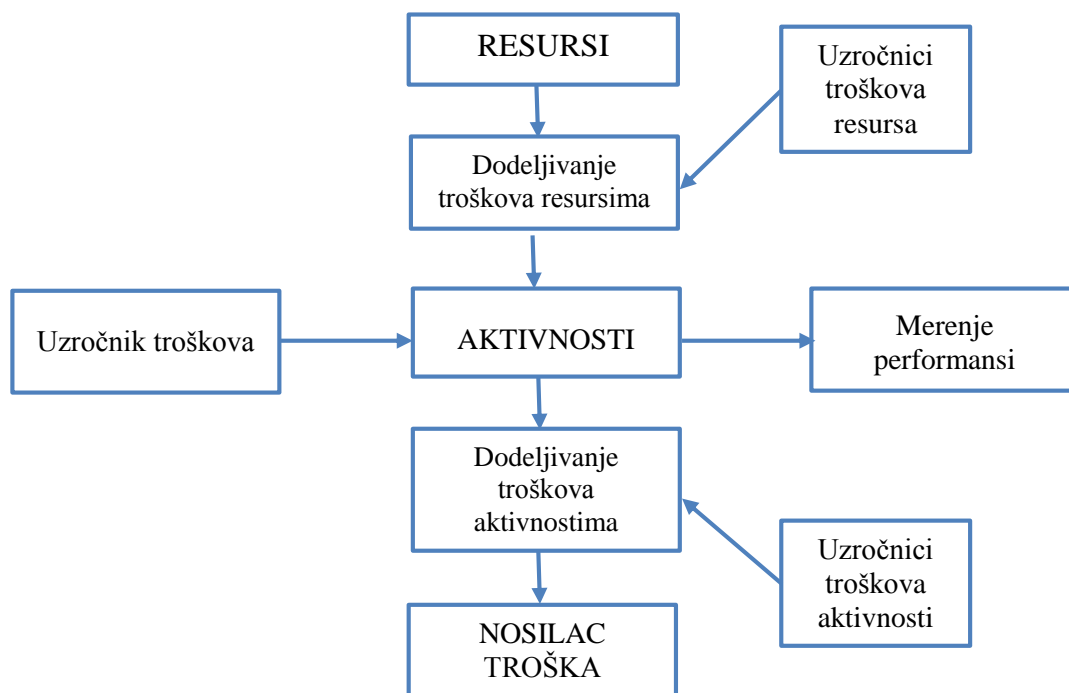 RESURSI
Uzročnici
troškova
resursa
Dodeljivanje
troškova resursima
Uzročnik troškova
AKTIVNOSTI
Merenje
performansi
Dodeljivanje
troškova
aktivnostima
Uzročnici
troškova
aktivnosti
NOSILAC
TROŠKA